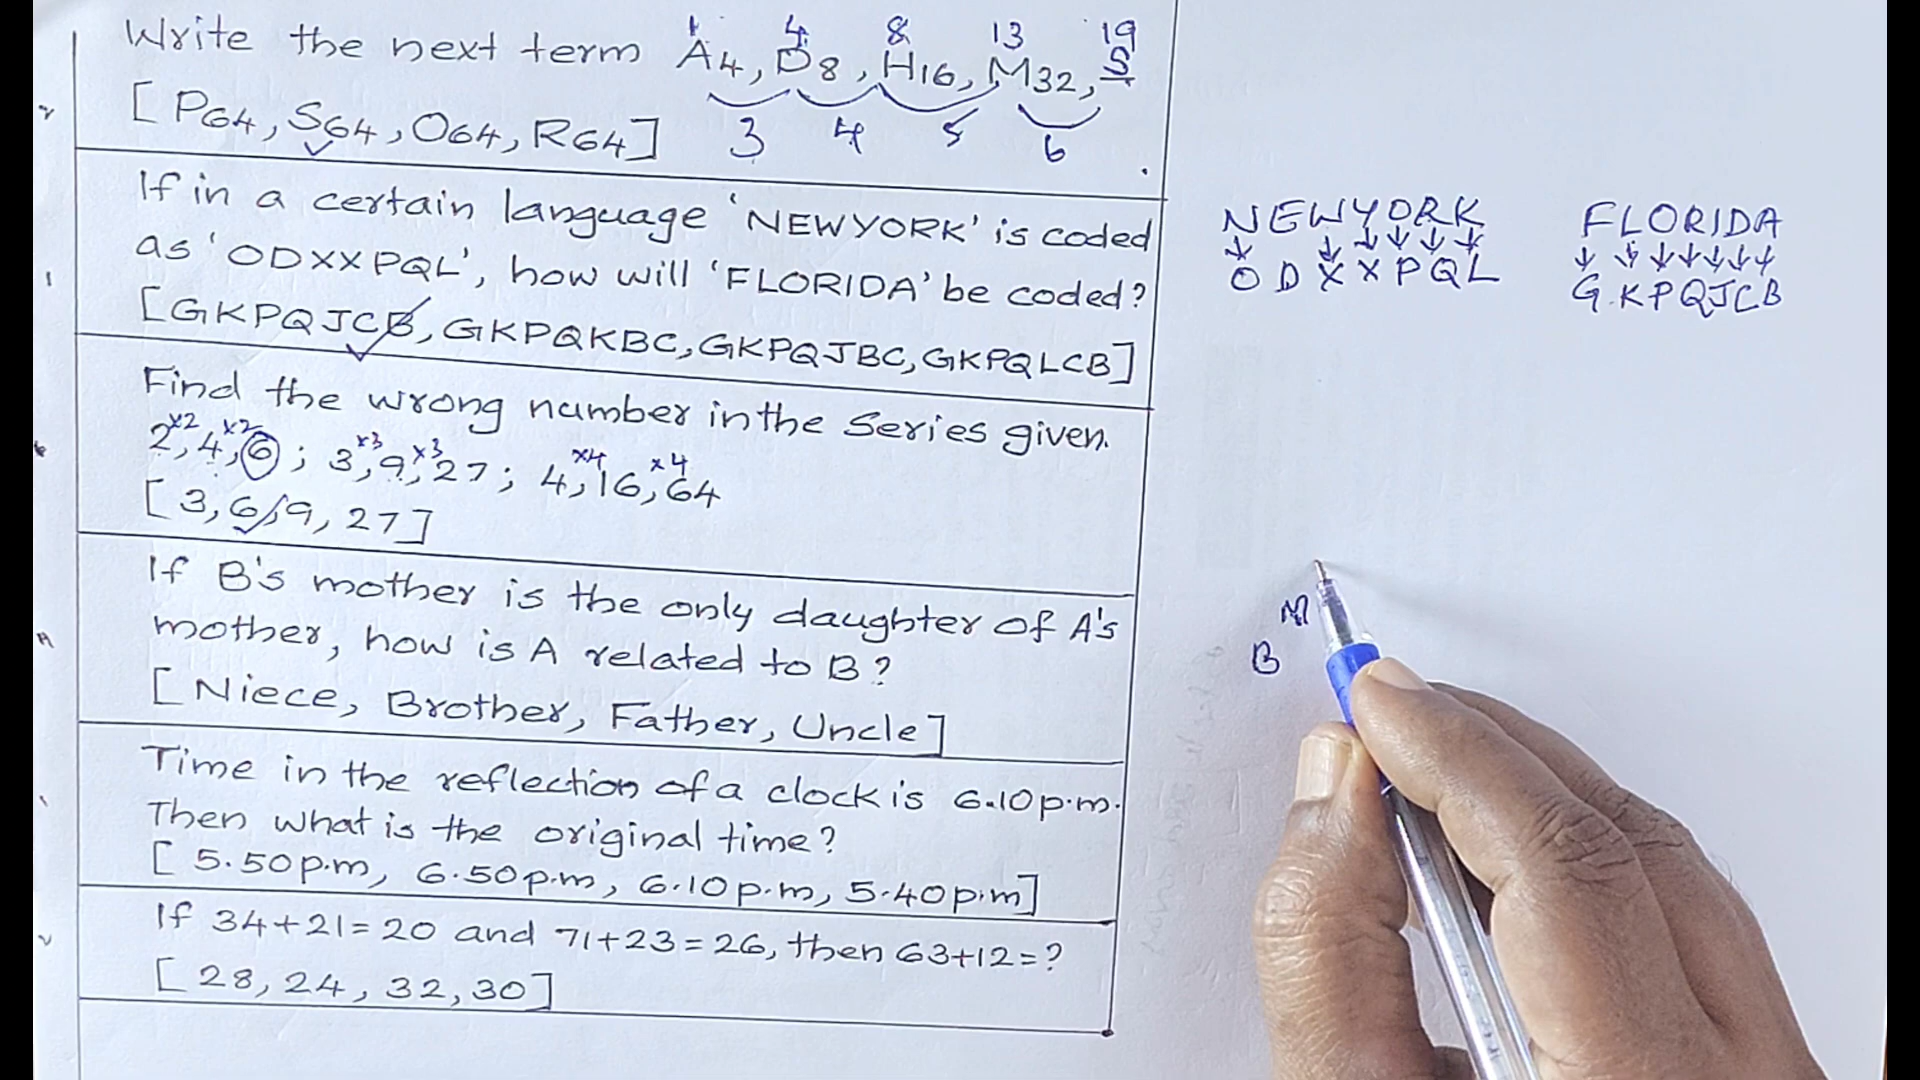 1 4 8 13 19
Write the next term A4, D8, H16, M32, S
[P64, S64, O64, R64] 3 4 5 6
If in a certain language 'NEWYORK' is coded
as 'ODXXPQL', how will 'FLORIDA' be coded?
[GKPQJCB, GKPQKBC, GKPQJBC, GKPQLCB]
Find the wrong number in the Series given.
×2 ×2 ×3 ×3 ×4 ×4
2, 4, 6 ; 3, 9, 27 ; 4, 16, 64
[3, 6, 9, 27]
If B's mother is the only daughter of A's
mother, how is A related to B?
[Niece, Brother, Father, Uncle]
Time in the reflection of a clock is 6.10p.m.
Then what is the original time?
[5.50p.m, 6.50p.m, 6.10p.m, 5.40p.m]
If 34+21=20 and 71+23=26, then 63+12=?
[28, 24, 32, 30]
NEWYORK FLORIDA
ODXXPQL GKPQJCB
M
B